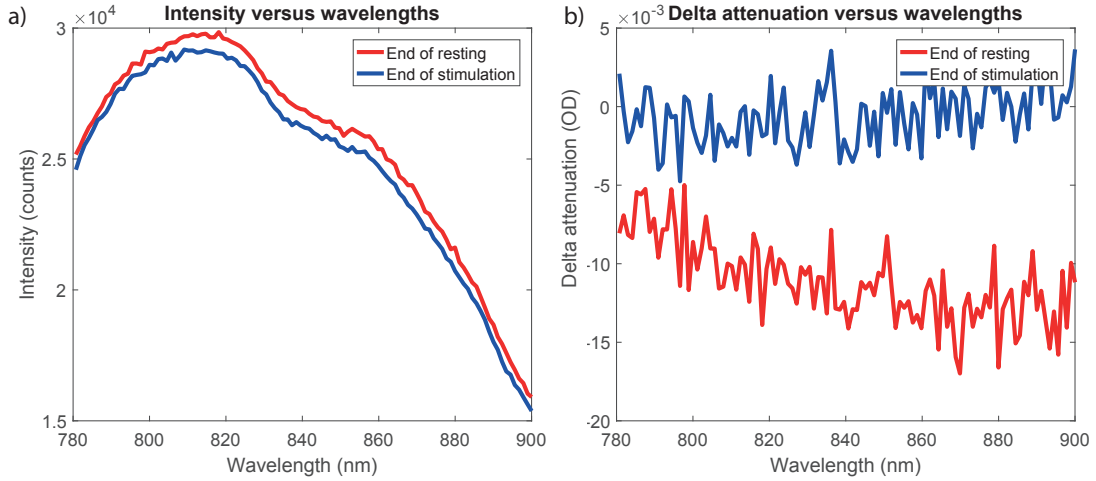 a)
Intensity versus wavelengths
×10⁴
3
2.5
2
1.5
Intensity (counts)
End of resting
End of stimulation
780 800 820 840 860 880 900
Wavelength (nm)
b)
Delta attenuation versus wavelengths
×10⁻³
5
0
-5
-10
-15
-20
Delta attenuation (OD)
End of resting
End of stimulation
780 800 820 840 860 880 900
Wavelength (nm)